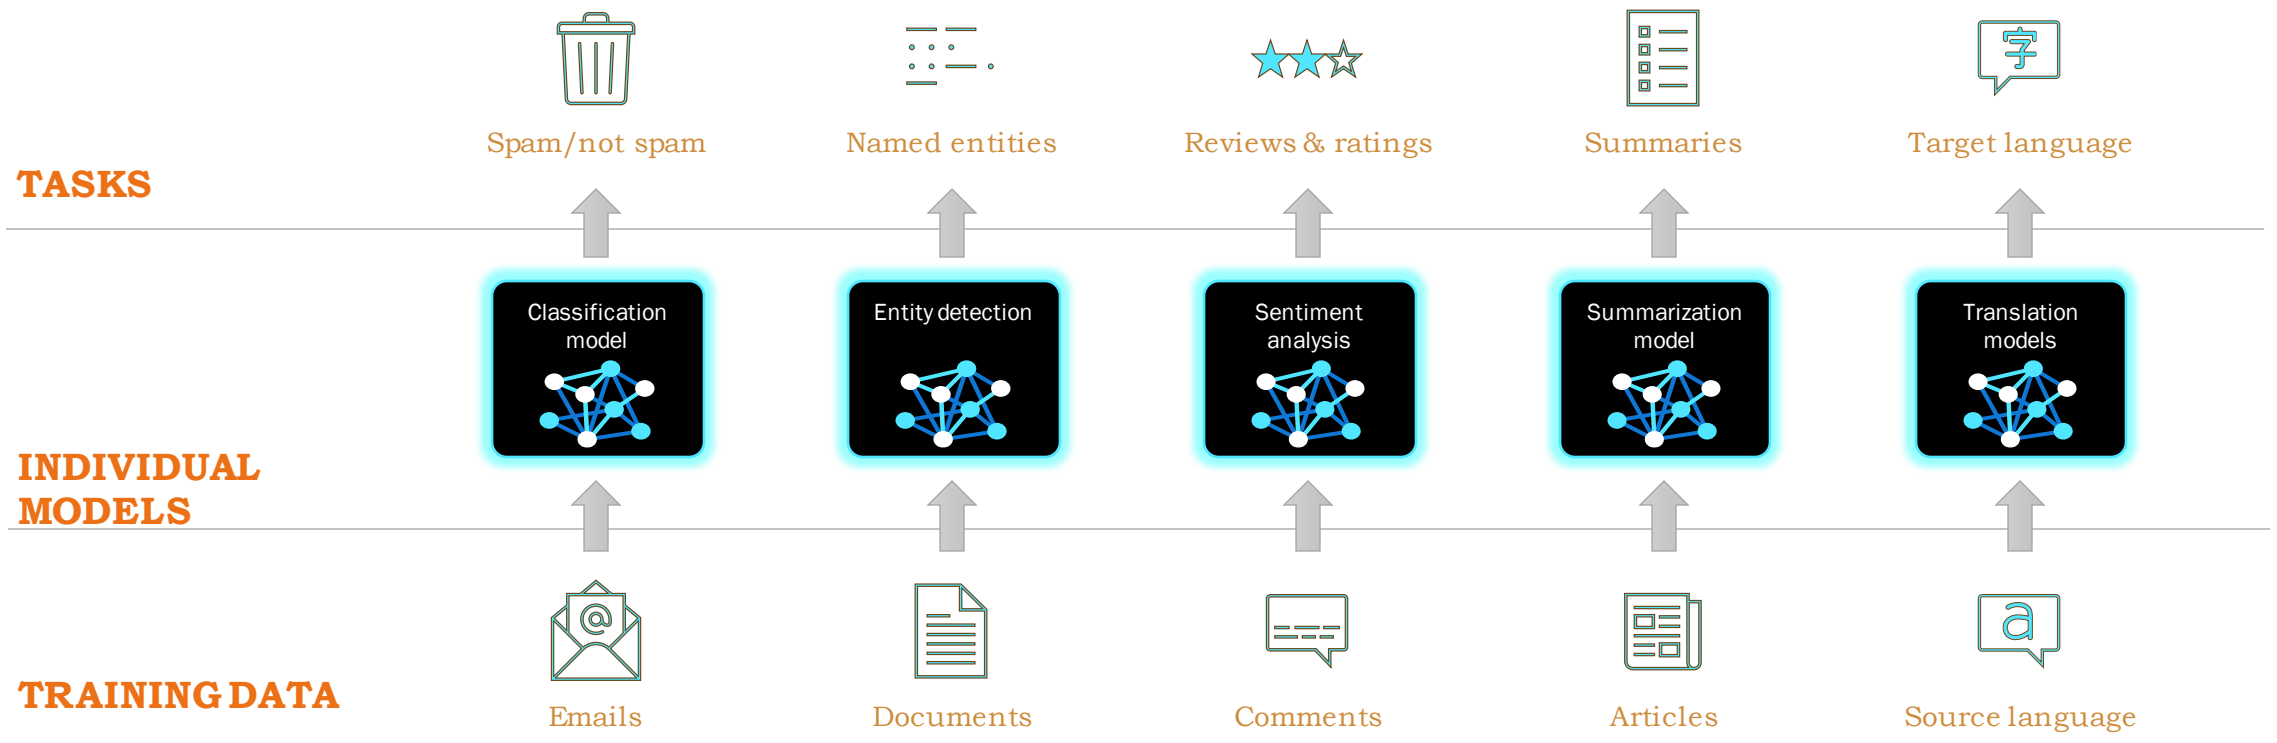 字
Spam/not spam
Named entities
Reviews & ratings
Summaries
Target language
TASKS
Classification
model
Entity detection
Sentiment
analysis
Summarization
model
Translation
models
INDIVIDUAL
MODELS
@
a
TRAINING DATA
Emails
Documents
Comments
Articles
Source language